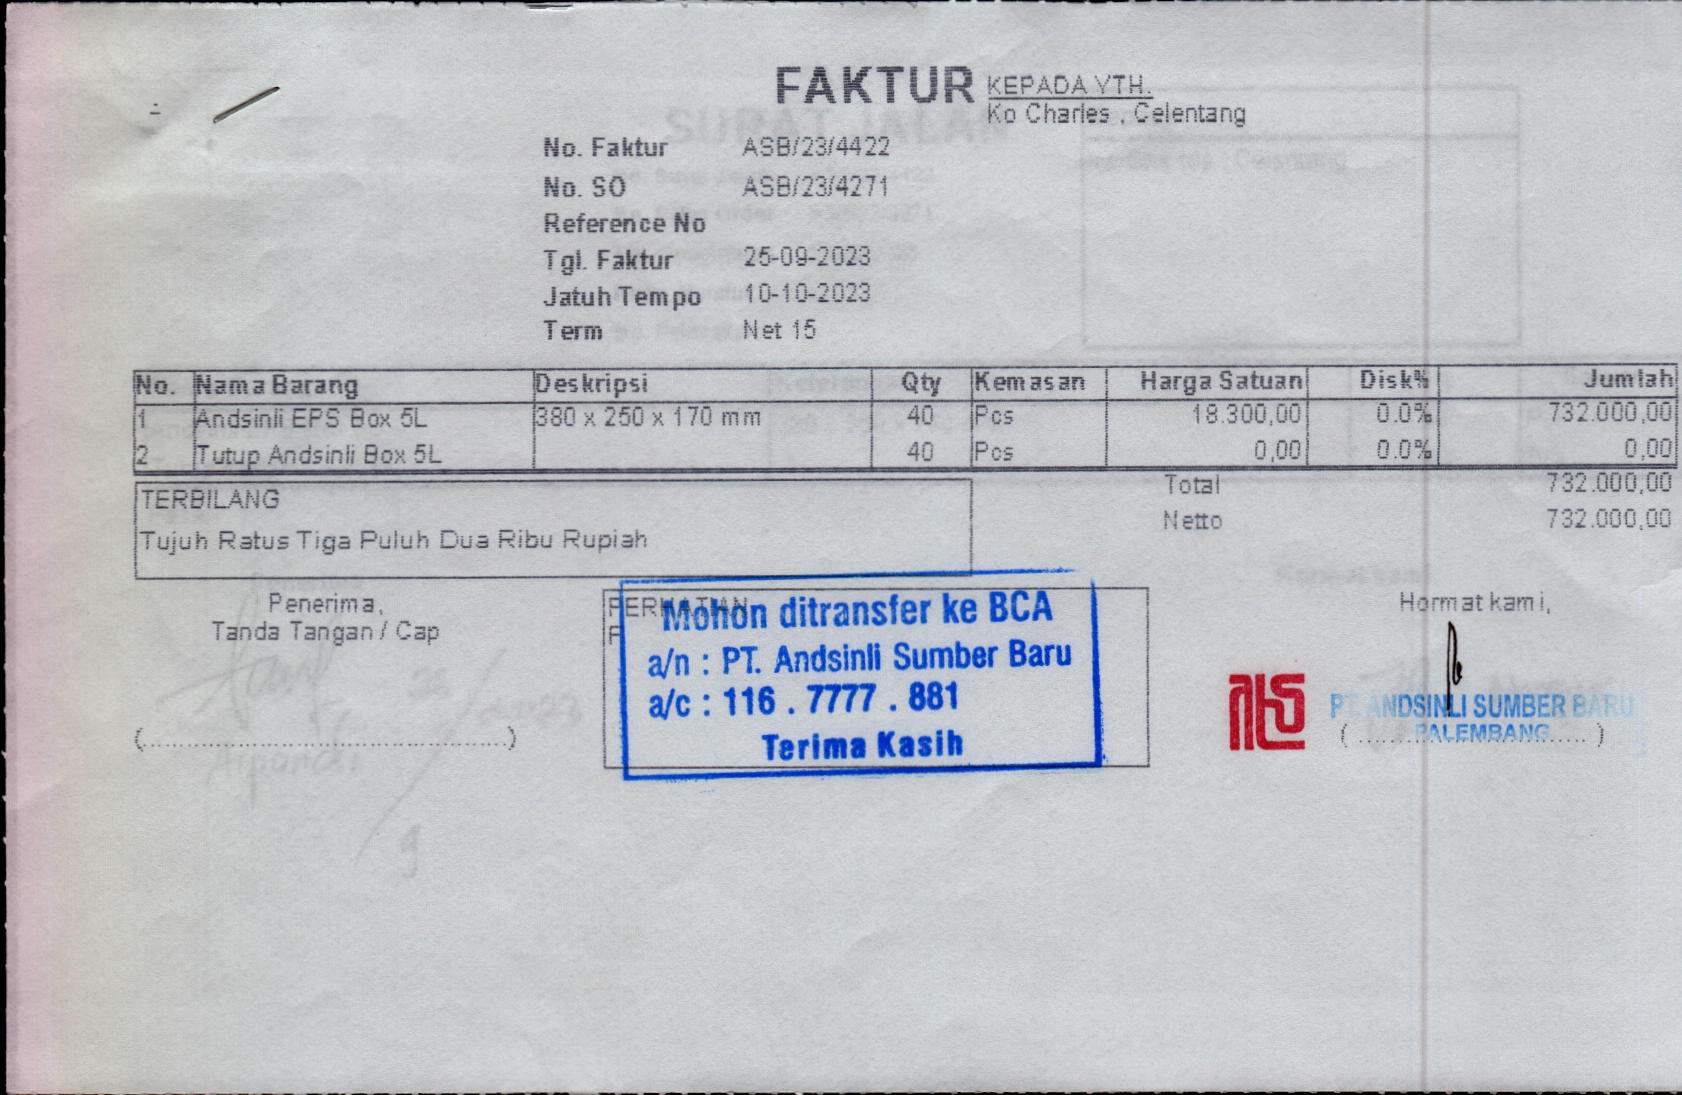 FAKTUR
KEPADA YTH.
Ko Charles , Celentang
No. Faktur ASB/23/4422
No. SO ASB/23/4271
Reference No
Tgl. Faktur 25-09-2023
Jatuh Tempo 10-10-2023
Term Net 15
No. Nama Barang Deskripsi Qty Kemasan Harga Satuan Disk% Jumlah
1 Andsinli EPS Box 5L 380 x 250 x 170 mm 40 Pcs 18.300,00 0.0% 732.000,00
2 Tutup Andsinli Box 5L 40 Pcs 0,00 0.0% 0,00
Total 732.000,00
Netto 732.000,00
TERBILANG
Tujuh Ratus Tiga Puluh Dua Ribu Rupiah
Penerima,
Tanda Tangan / Cap
(........................................)
PERHATIAN
Mohon ditransfer ke BCA
a/n : PT. Andsinli Sumber Baru
a/c : 116 . 7777 . 881
Terima Kasih
Hormat kami,
PT. ANDSINLI SUMBER BARU
PALEMBANG
SURAT JALAN